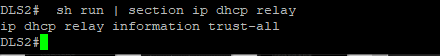 DLS2#  sh run | section ip dhcp relay
ip dhcp relay information trust-all
DLS2#